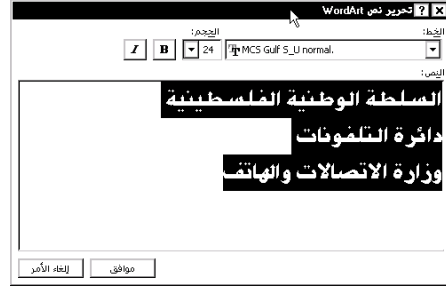 تحرير نص WordArt
الخط:
الحجم:
MCS Gulf S_U normal.
24
B
I
النص:
السلطة الوطنية الفلسطينية
دائرة التلفونات
وزارة الاتصالات والهاتف
موافق
إلغاء الأمر